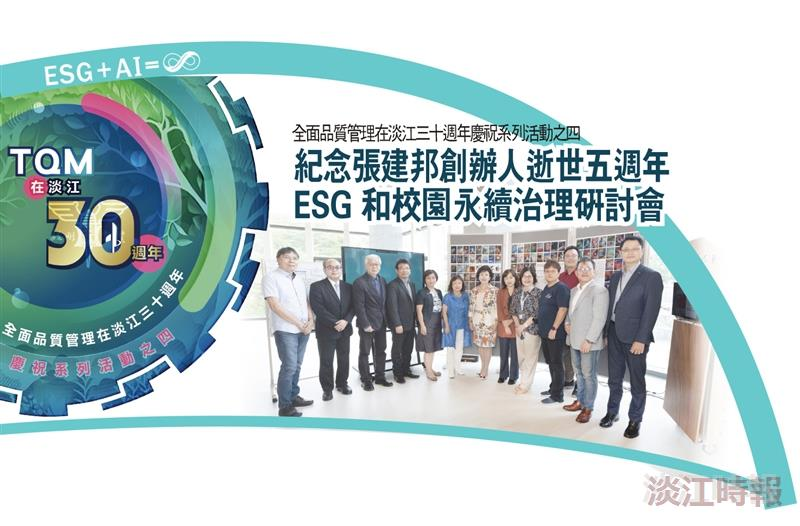 ESG+AI=∞
TQM
在淡江
30週年
全面品質管理在淡江三十週年
慶祝系列活動之四
全面品質管理在淡江三十週年慶祝系列活動之四
紀念張建邦創辦人逝世五週年
ESG 和校園永續治理研討會
淡江時報